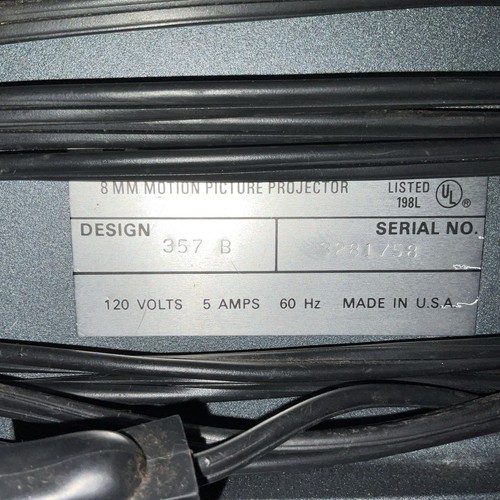 8 MM MOTION PICTURE PROJECTOR LISTED UL ®
198L
DESIGN 357 B SERIAL NO.
120 VOLTS 5 AMPS 60 Hz MADE IN U.S.A.